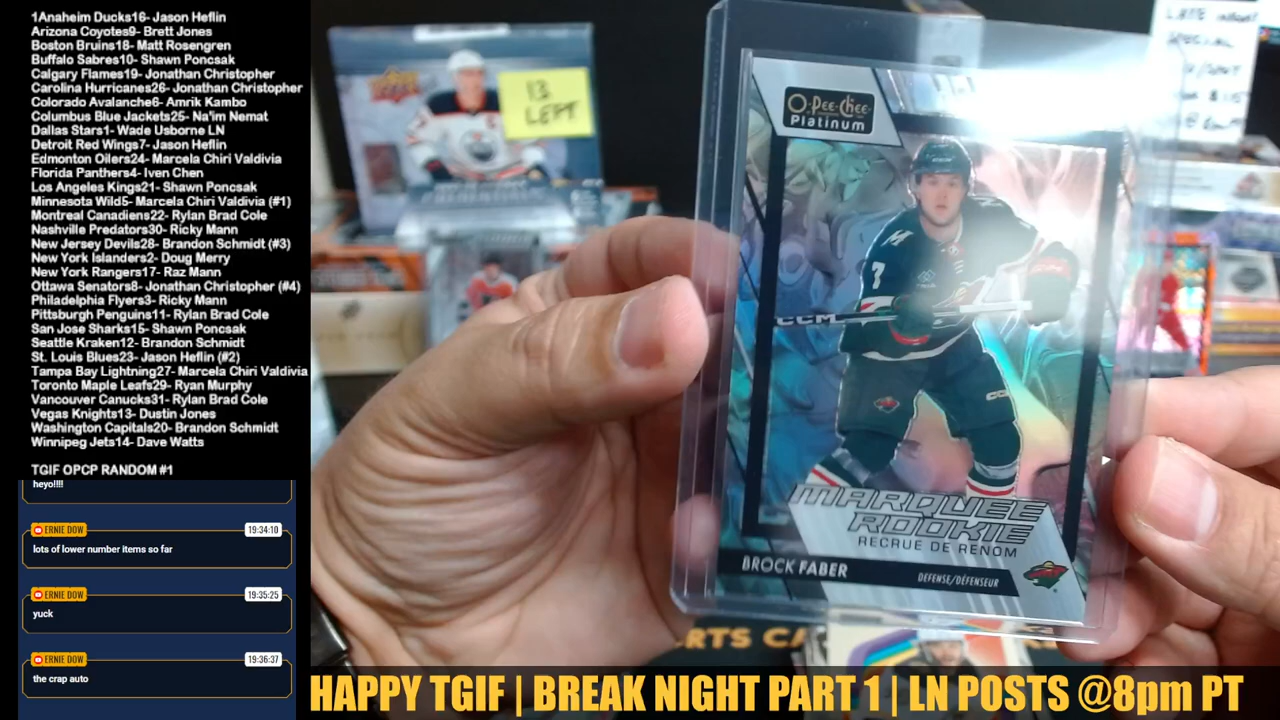 1Anaheim Ducks16- Jason Heflin
Arizona Coyotes9- Brett Jones
Boston Bruins18- Matt Rosengren
Buffalo Sabres10- Shawn Poncsak
Calgary Flames19- Jonathan Christopher
Carolina Hurricanes26- Jonathan Christopher
Colorado Avalanche6- Amrik Kambo
Columbus Blue Jackets25- Na'im Nemat
Dallas Stars1- Wade Usborne LN
Detroit Red Wings7- Jason Heflin
Edmonton Oilers24- Marcela Chiri Valdivia
Florida Panthers4- Iven Chen
Los Angeles Kings21- Shawn Poncsak
Minnesota Wild5- Marcela Chiri Valdivia (#1)
Montreal Canadiens22- Rylan Brad Cole
Nashville Predators30- Ricky Mann
New Jersey Devils28- Brandon Schmidt (#3)
New York Islanders2- Doug Merry
New York Rangers17- Raz Mann
Ottawa Senators8- Jonathan Christopher (#4)
Philadelphia Flyers3- Ricky Mann
Pittsburgh Penguins11- Rylan Brad Cole
San Jose Sharks15- Shawn Poncsak
Seattle Kraken12- Brandon Schmidt
St. Louis Blues23- Jason Heflin (#2)
Tampa Bay Lightning27- Marcela Chiri Valdivia
Toronto Maple Leafs29- Ryan Murphy
Vancouver Canucks31- Rylan Brad Cole
Vegas Knights13- Dustin Jones
Washington Capitals20- Brandon Schmidt
Winnipeg Jets14- Dave Watts
TGIF OPCP RANDOM #1
heyo!!!!
ERNIE DOW 19:34:10
lots of lower number items so far
ERNIE DOW 19:35:25
yuck
ERNIE DOW 19:36:37
the crap auto
13
LEFT
O-Pee-Chee
Platinum
7
CCM
MARQUEE
ROOKIE
RECRUE DE RENOM
BROCK FABER
DEFENSE/DÉFENSEUR
HAPPY TGIF | BREAK NIGHT PART 1 | LN POSTS @8pm PT